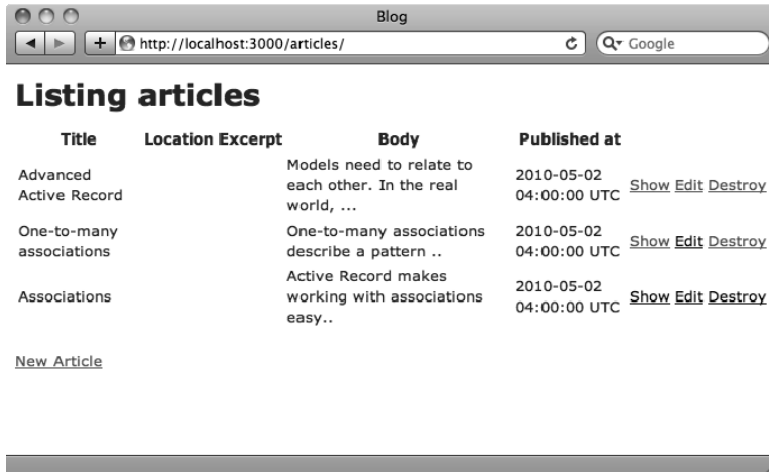 Blog
http://localhost:3000/articles/
Google
Listing articles
Title Location Excerpt Body Published at
Advanced Active Record Models need to relate to each other. In the real world, ... 2010-05-02 04:00:00 UTC Show Edit Destroy
One-to-many associations One-to-many associations describe a pattern .. 2010-05-02 04:00:00 UTC Show Edit Destroy
Associations Active Record makes working with associations easy.. 2010-05-02 04:00:00 UTC Show Edit Destroy
New Article